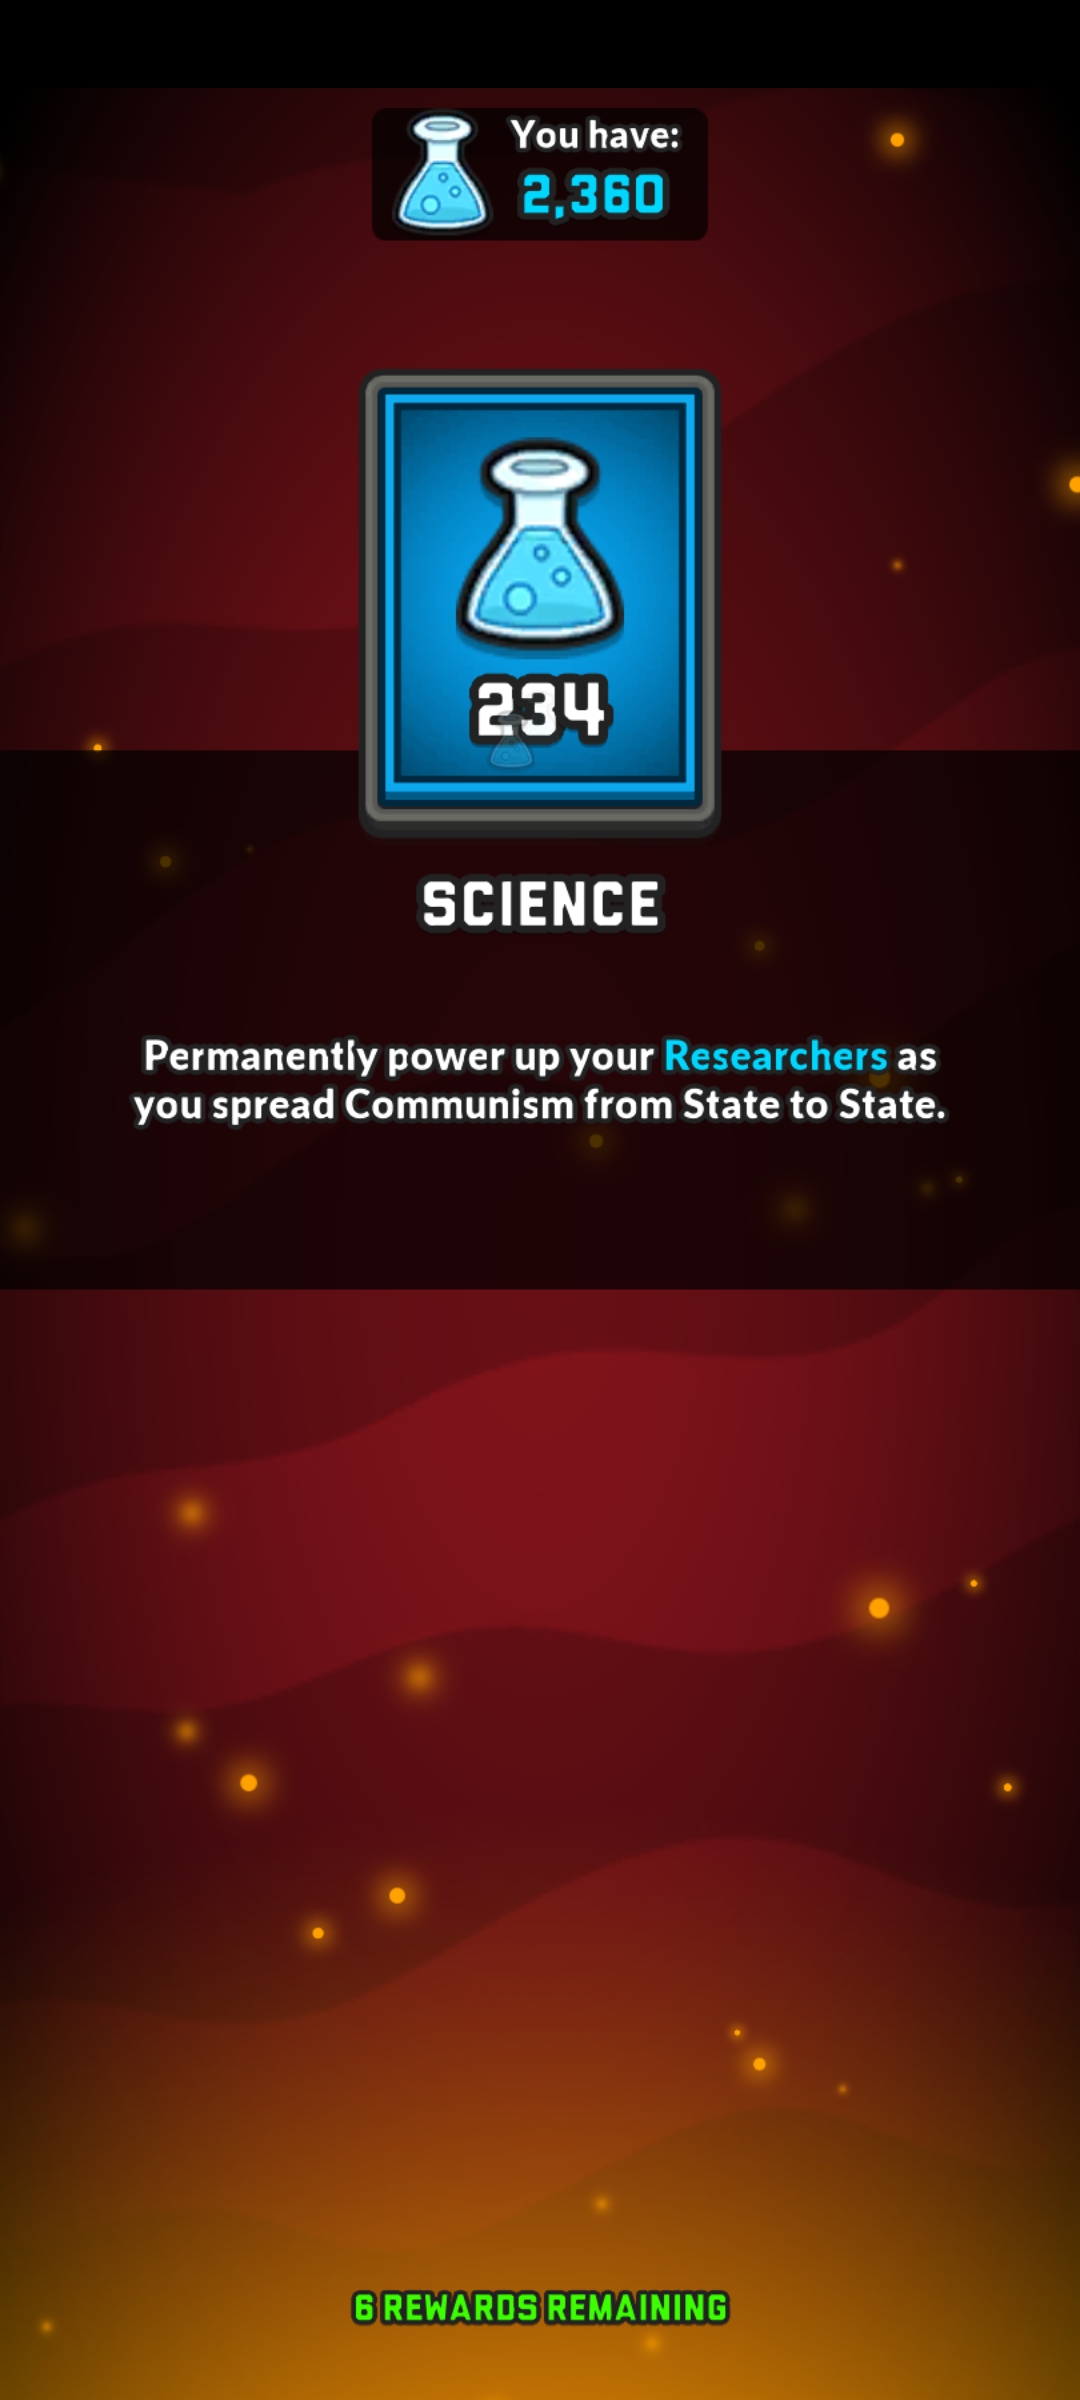 You have:
2,360
234
SCIENCE
Permanently power up your Researchers as
you spread Communism from State to State.
6 REWARDS REMAINING